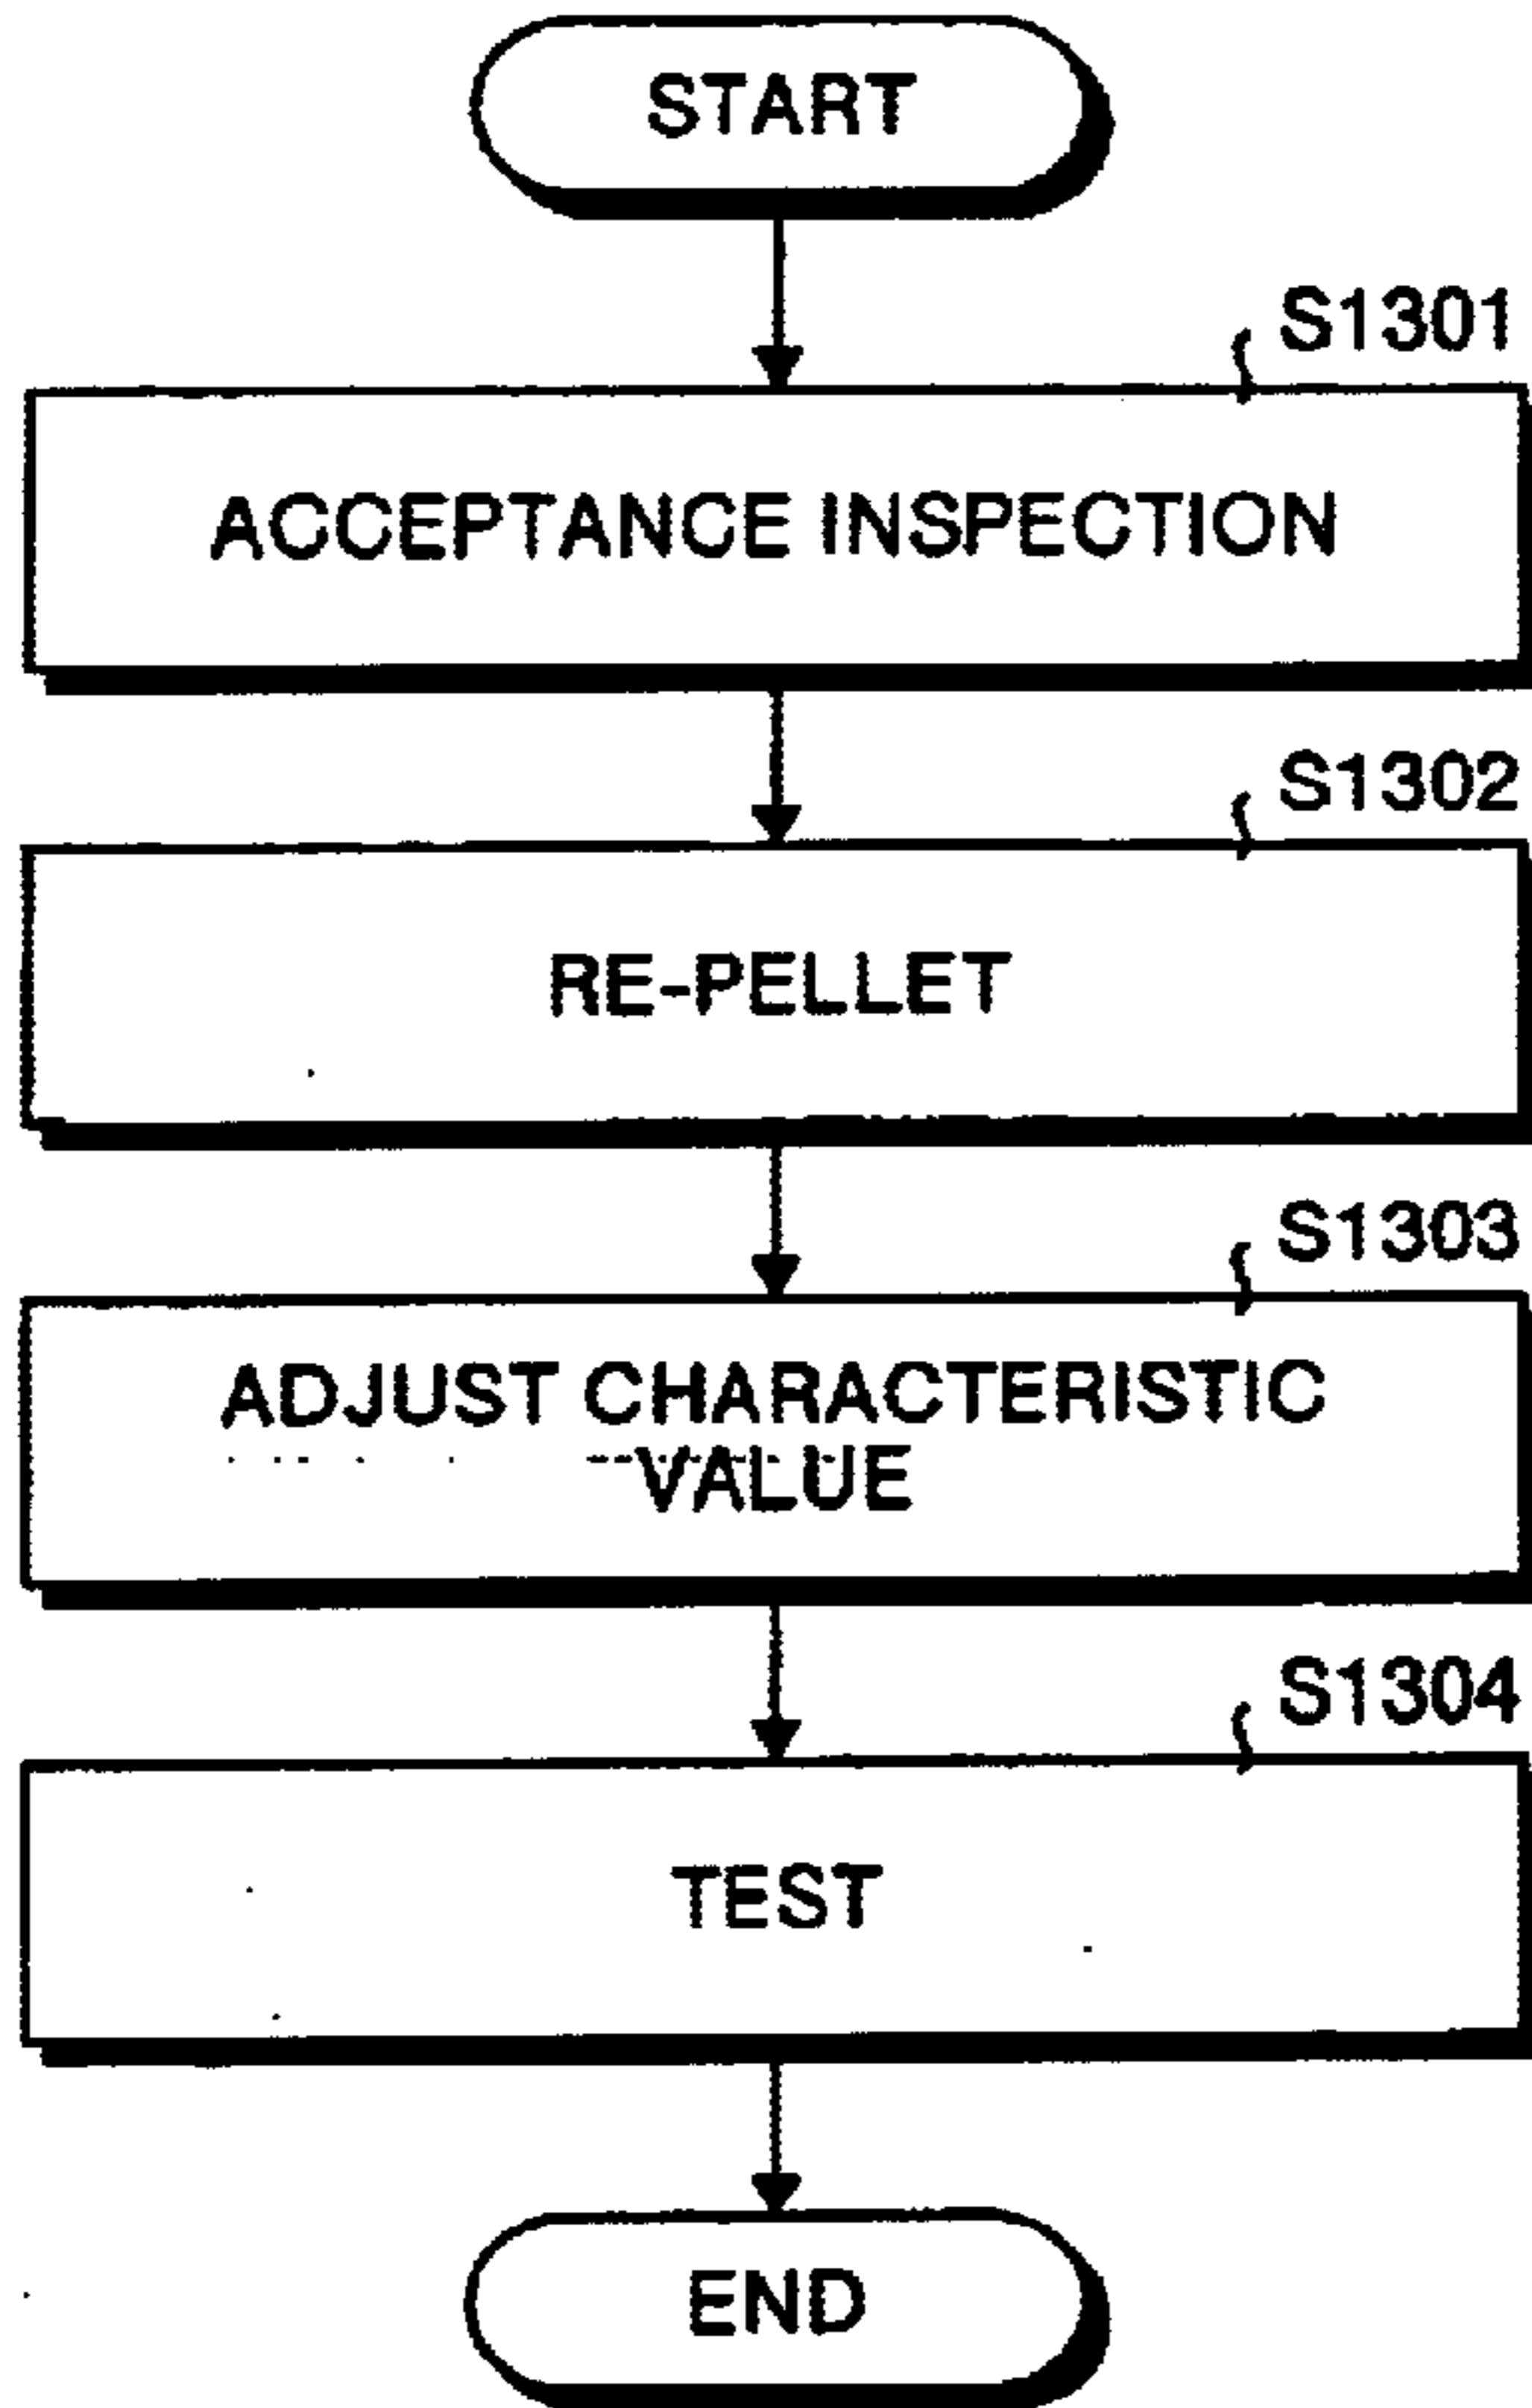 START
S1301
ACCEPTANCE INSPECTION
S1302
RE-PELLET
S1303
ADJUST CHARACTERISTIC
VALUE
S1304
TEST
END